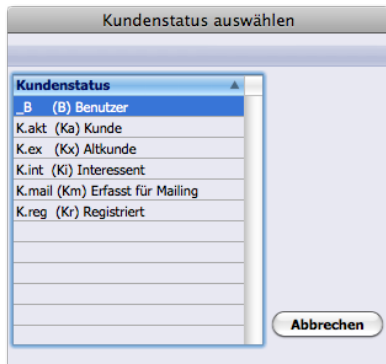 Kundenstatus auswählen
Kundenstatus
_B (B) Benutzer
K.akt (Ka) Kunde
K.ex (Kx) Altkunde
K.int (Ki) Interessent
K.mail (Km) Erfasst für Mailing
K.reg (Kr) Registriert
Abbrechen